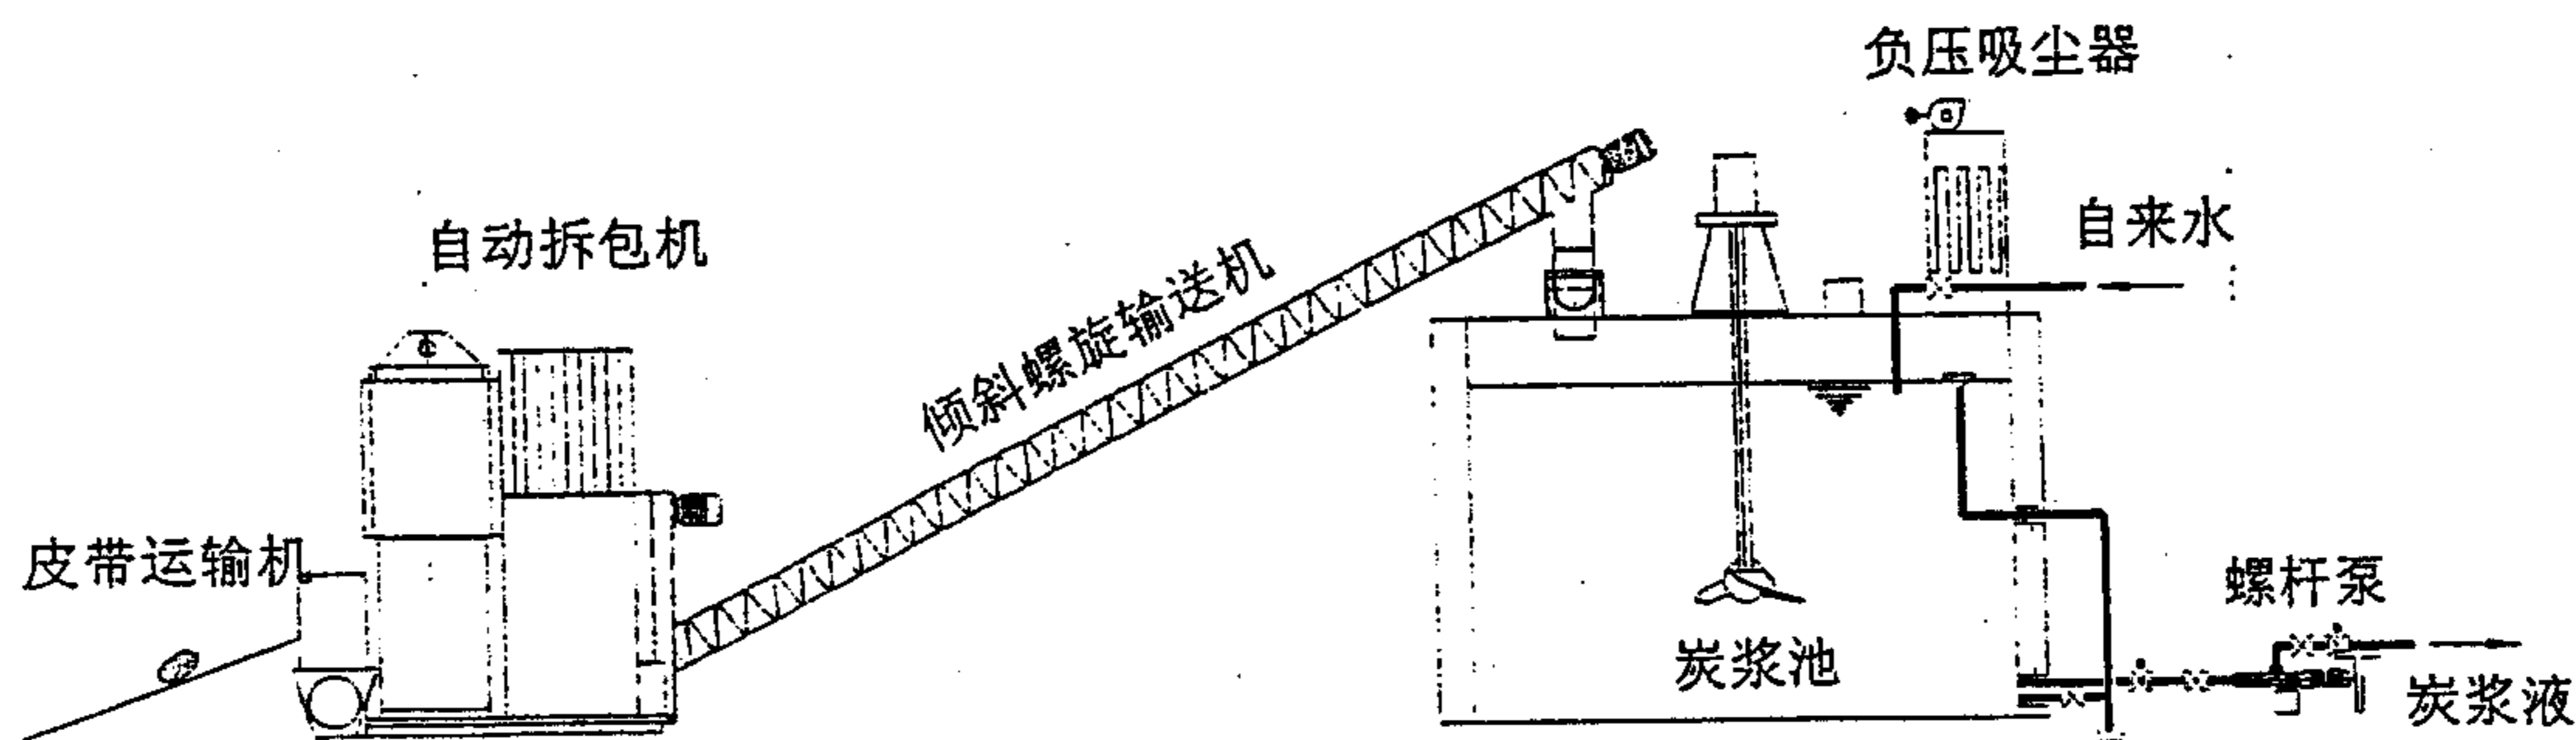 负压吸尘器
自来水
自动拆包机
倾斜螺旋输送机
皮带运输机
螺杆泵
炭浆池
炭浆液